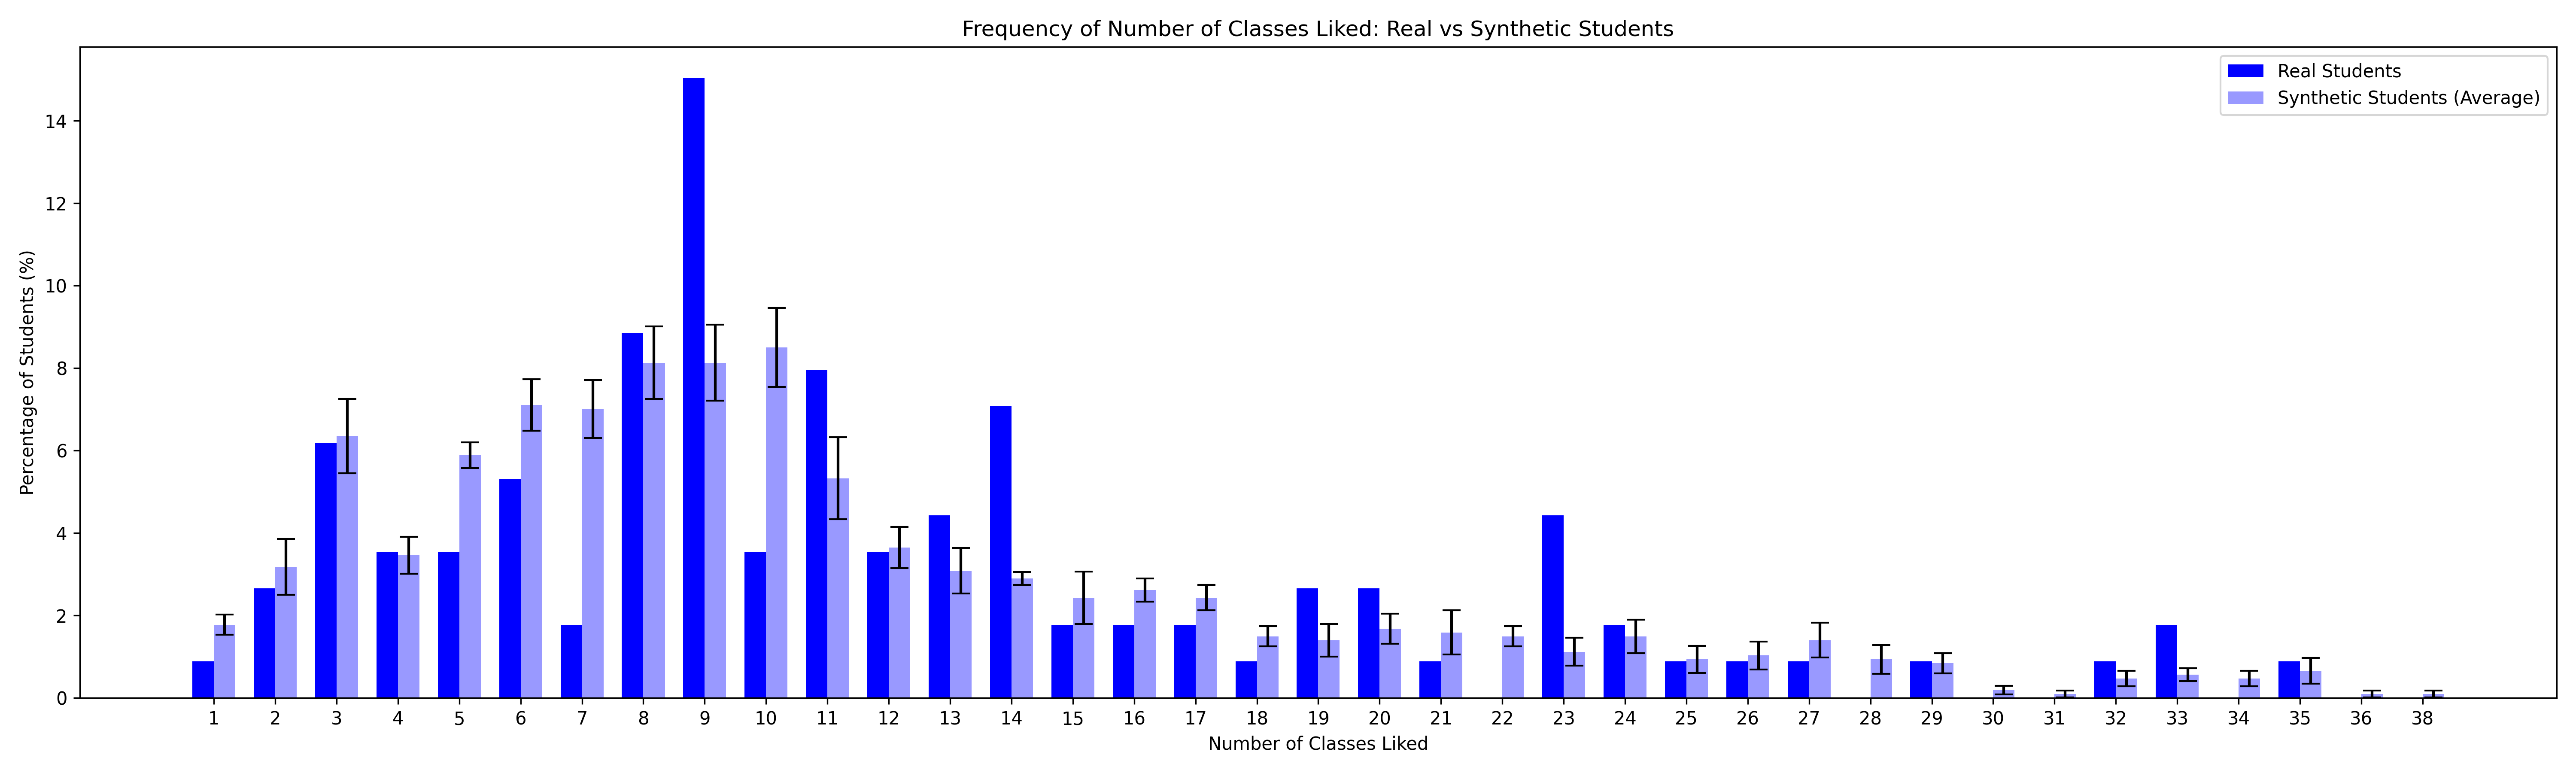 Frequency of Number of Classes Liked: Real vs Synthetic Students
Real Students
Synthetic Students (Average)
Percentage of Students (%)
14
12
10
8
6
4
2
0
1 2 3 4 5 6 7 8 9 10 11 12 13 14 15 16 17 18 19 20 21 22 23 24 25 26 27 28 29 30 31 32 33 34 35 36 38
Number of Classes Liked